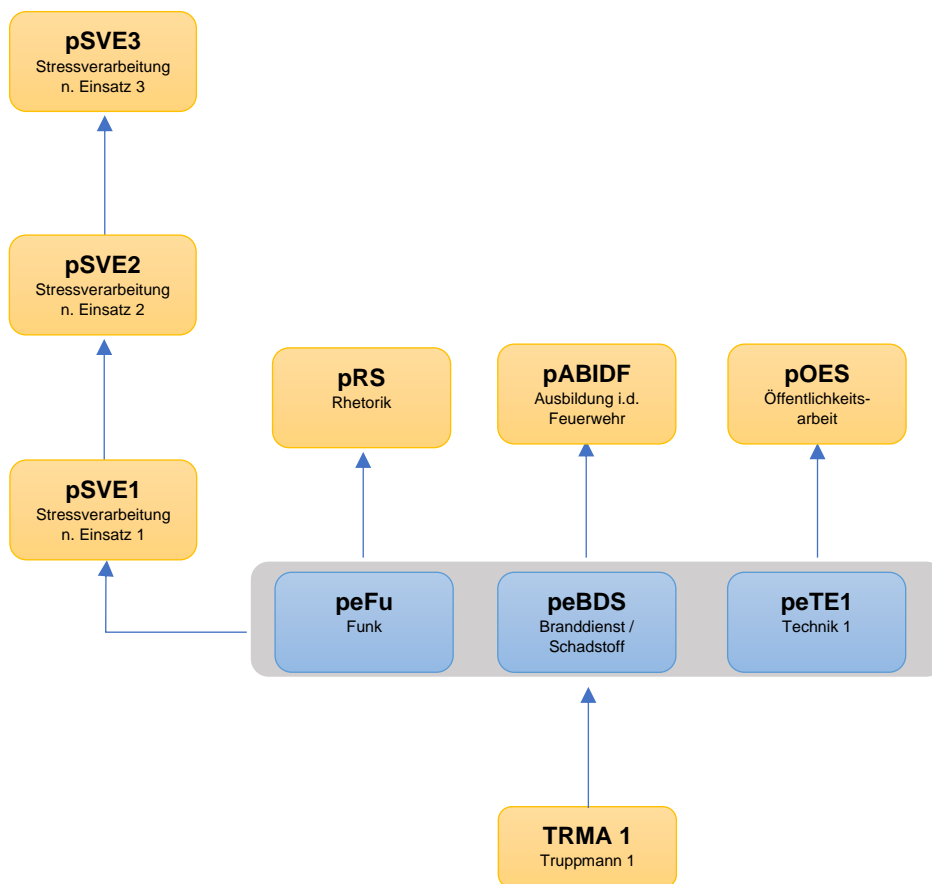 pSVE3
Stressverarbeitung
n. Einsatz 3
pSVE2
Stressverarbeitung
n. Einsatz 2
pRS
Rhetorik
pABIDF
Ausbildung i.d.
Feuerwehr
pOES
Öffentlichkeits-
arbeit
pSVE1
Stressverarbeitung
n. Einsatz 1
peFu
Funk
peBDS
Branddienst /
Schadstoff
peTE1
Technik 1
TRMA 1
Truppmann 1